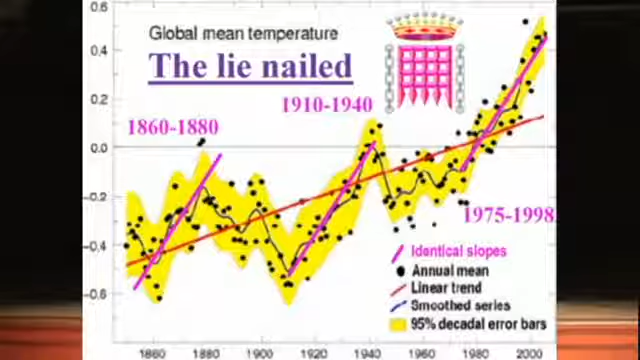 0.6
Global mean temperature
0.4
The lie nailed
0.2
1910-1940
1860-1880
0.0
-0.2
1975-1998
-0.4
Identical slopes
Annual mean
Linear trend
-0.6
Smoothed series
95% decadal error bars
1860 1880 1900 1920 1940 1960 1980 2000